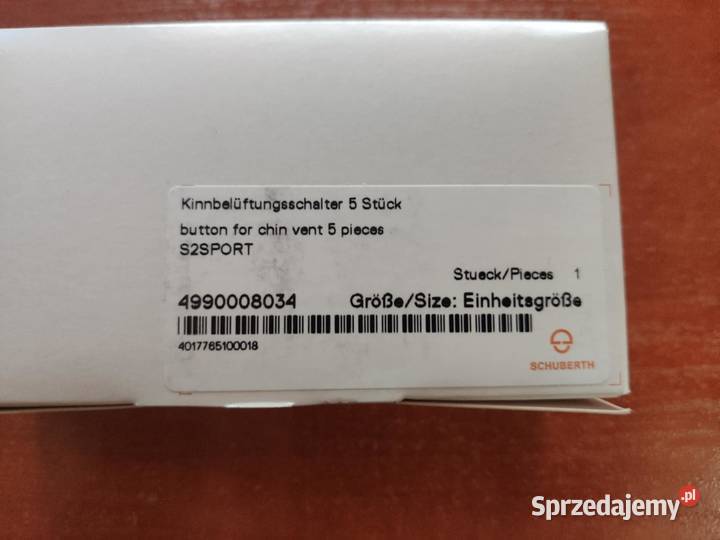 Kinnbelüftungsschalter 5 Stück
button for chin vent 5 pieces
S2SPORT
Stueck/Pieces 1
4990008034 Größe/Size: Einheitsgröße
4017765100018
SCHUBERTH
Sprzedajemy.pl